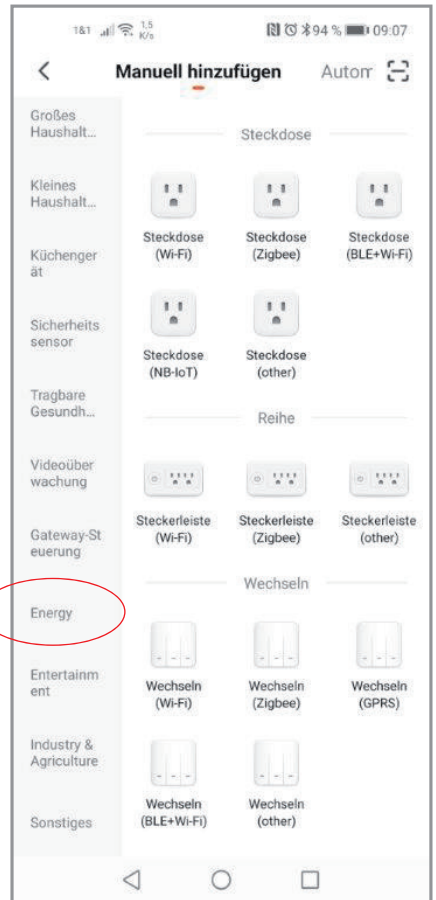 1&1 1,5 K/s 94 % 09:07
Manuell hinzufügen Autom
Großes
Haushalt...
Kleines
Haushalt...
Küchenger
ät
Sicherheits
sensor
Tragbare
Gesundh...
Videoüber
wachung
Gateway-St
euerung
Energy
Entertainm
ent
Industry &
Agriculture
Sonstiges
Steckdose
Steckdose
(Wi-Fi)
Steckdose
(Zigbee)
Steckdose
(BLE+Wi-Fi)
Steckdose
(NB-IoT)
Steckdose
(other)
Reihe
Steckerleiste
(Wi-Fi)
Steckerleiste
(Zigbee)
Steckerleiste
(other)
Wechseln
Wechseln
(Wi-Fi)
Wechseln
(Zigbee)
Wechseln
(GPRS)
Wechseln
(BLE+Wi-Fi)
Wechseln
(other)